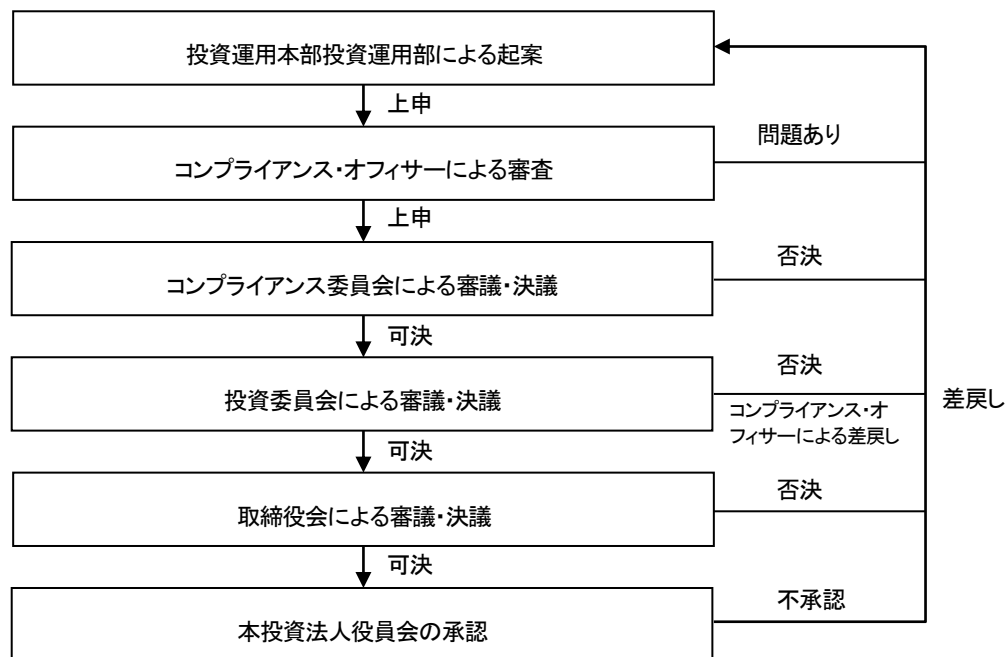 投資運用本部投資運用部による起案
上申
問題あり
コンプライアンス・オフィサーによる審査
上申
否決
コンプライアンス委員会による審議・決議
可決
否決
投資委員会による審議・決議
コンプライアンス・オ
フィサーによる差戻し
差戻し
可決
否決
取締役会による審議・決議
可決
不承認
本投資法人役員会の承認